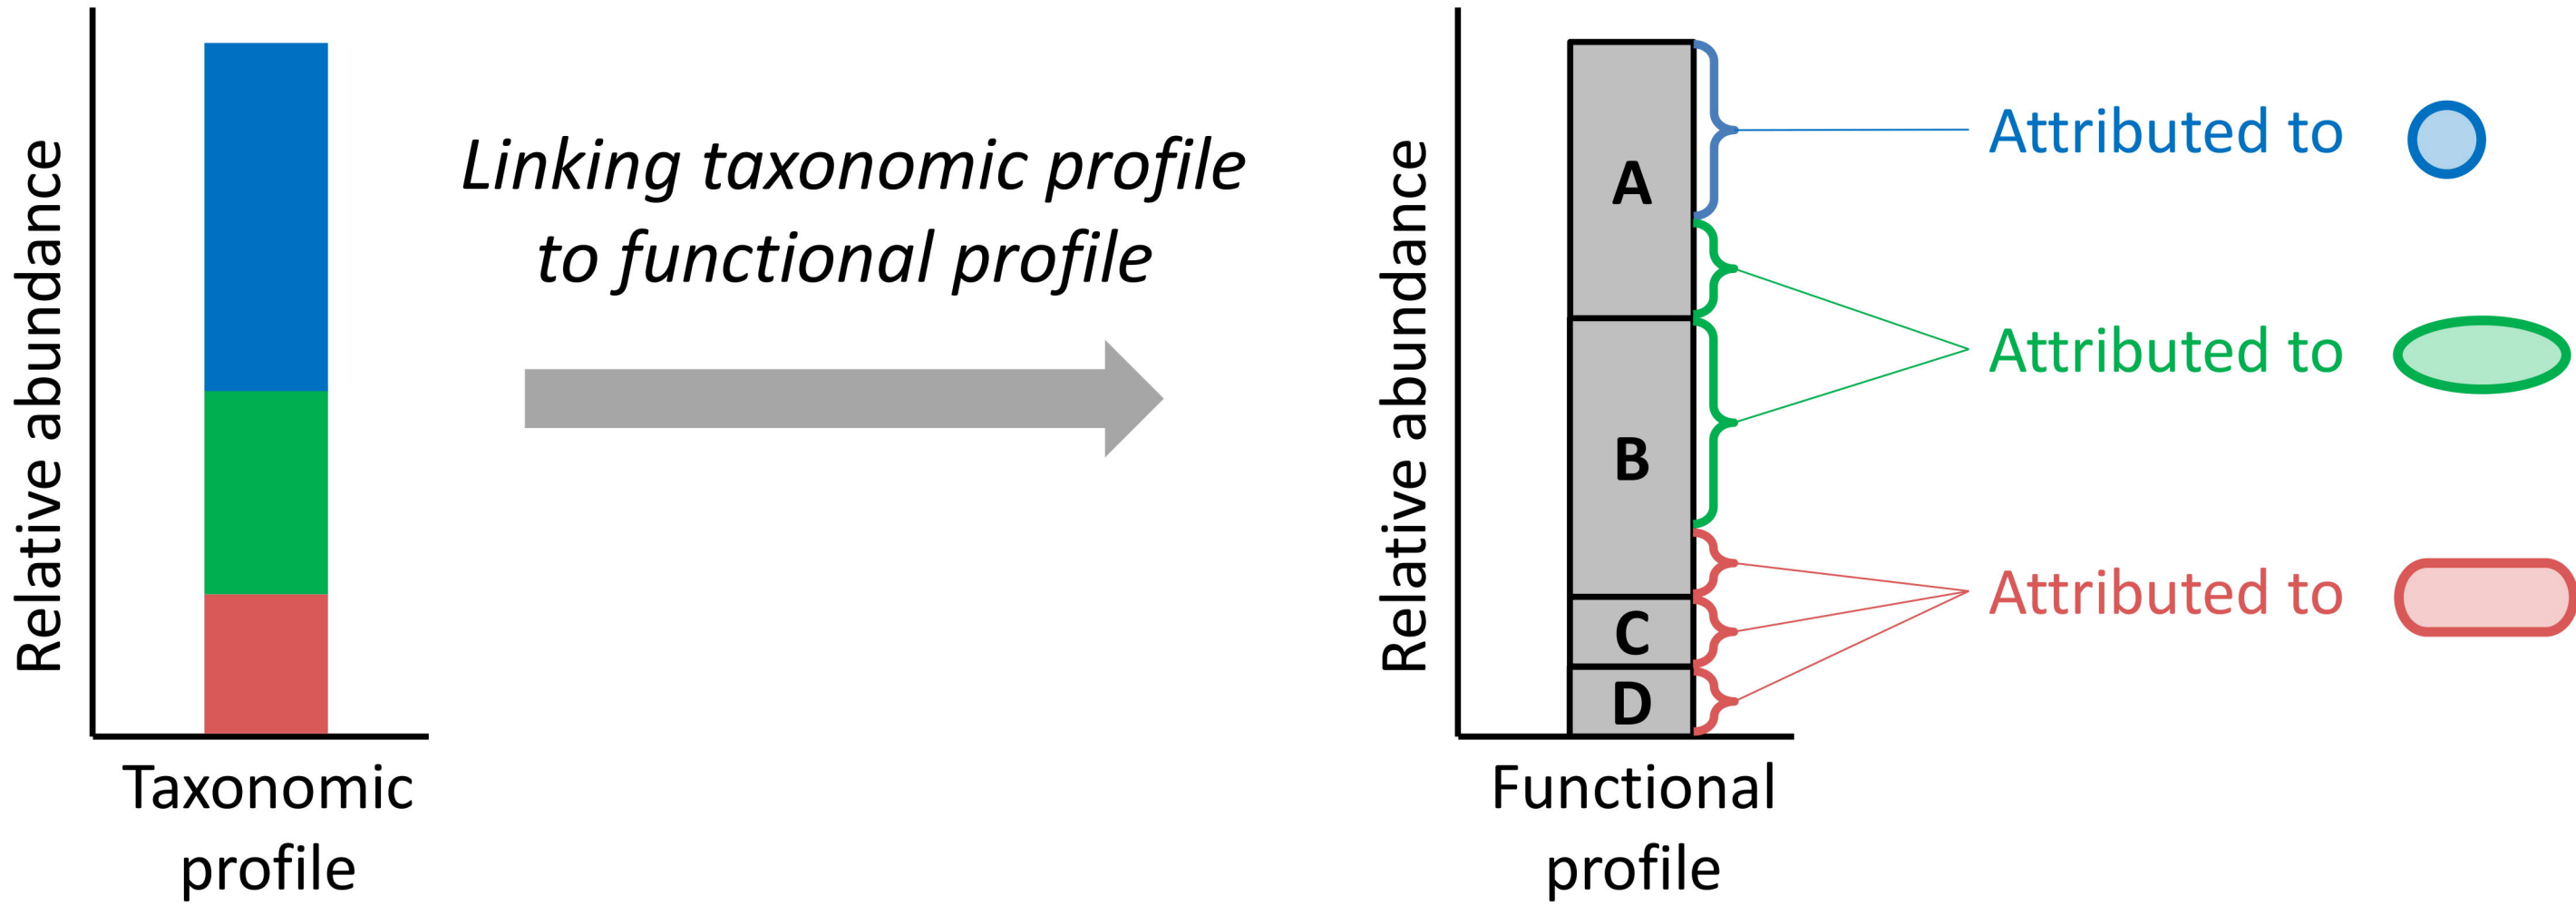 Relative abundance
Taxonomic
profile
Linking taxonomic profile
to functional profile
Relative abundance
A
B
C
D
Functional
profile
Attributed to
Attributed to
Attributed to